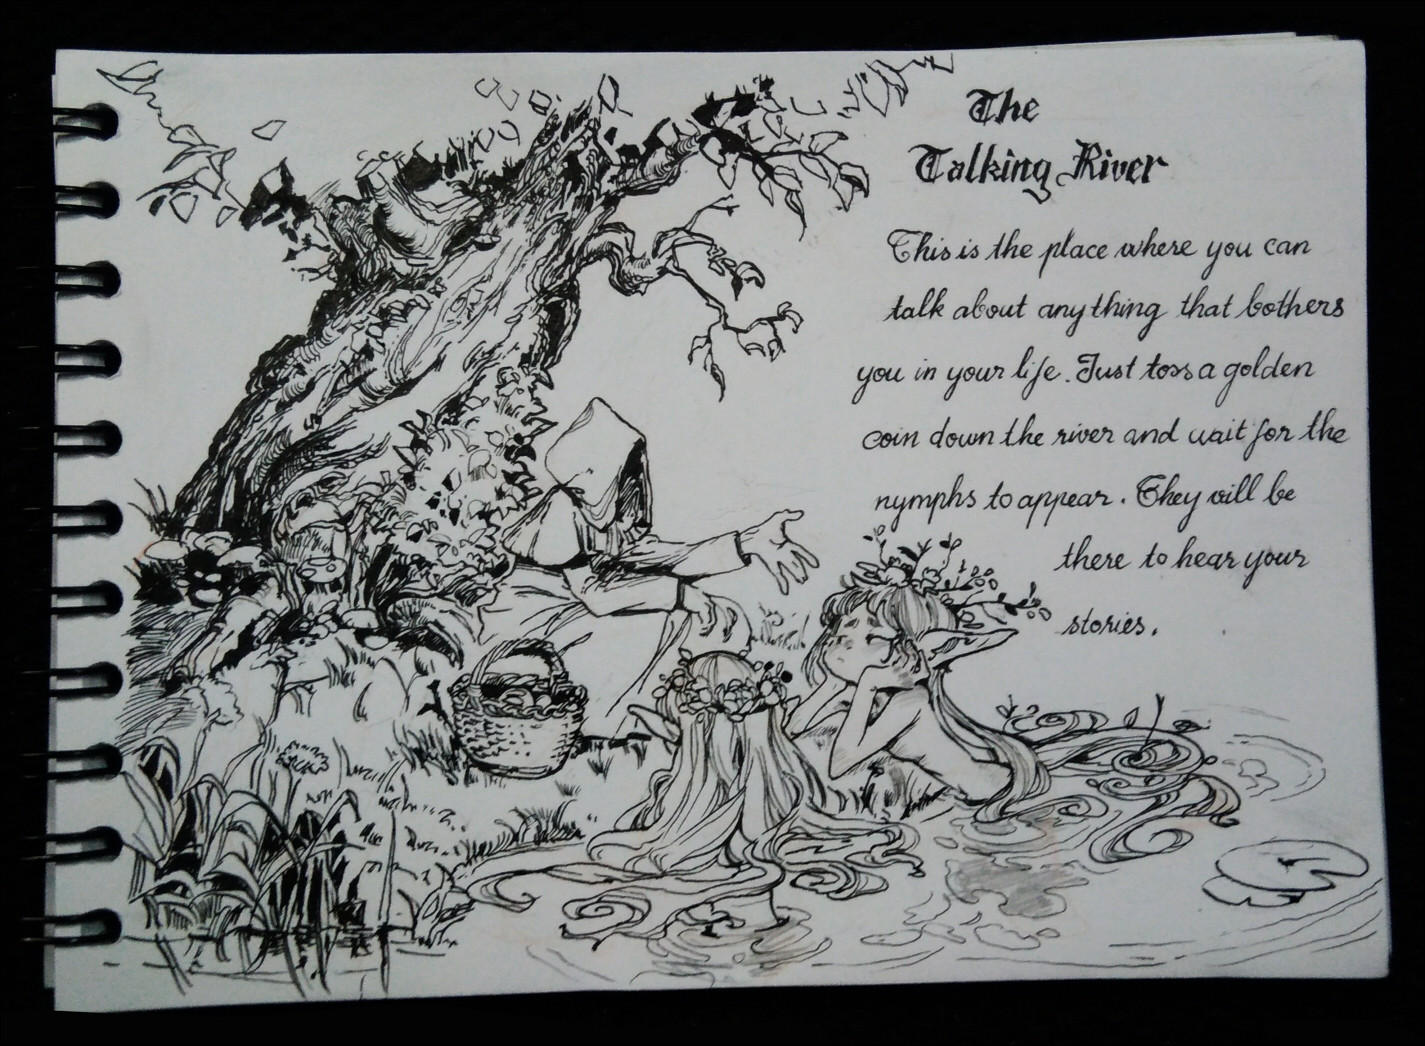 The
Talking River
This is the place where you can
talk about anything that bothers
you in your life. Just toss a golden
coin down the river and wait for the
nymphs to appear. They will be
there to hear your
stories.